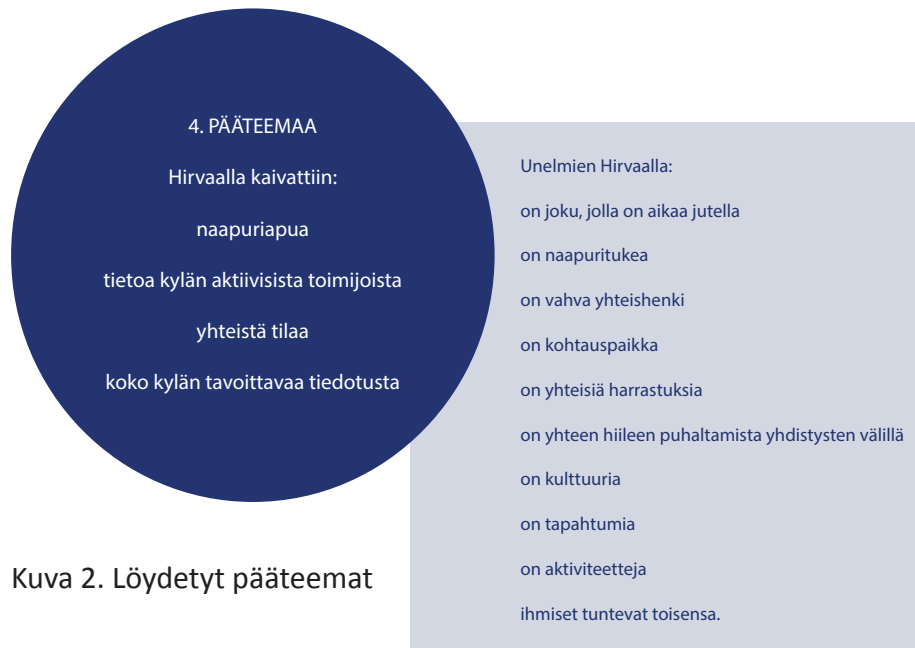 4. PÄÄTEEMAA
Hirvaalla kaivattiin:
naapuriapua
tietoa kylän aktiivisista toimijoista
yhteistä tilaa
koko kylän tavoittavaa tiedotusta
Unelmien Hirvaalla:
on joku, jolla on aikaa jutella
on naapuritukea
on vahva yhteishenki
on kohtauspaikka
on yhteisiä harrastuksia
on yhteen hiileen puhaltamista yhdistysten välillä
on kulttuuria
on tapahtumia
on aktiviteetteja
ihmiset tuntevat toisensa.
Kuva 2. Löydetyt pääteemat